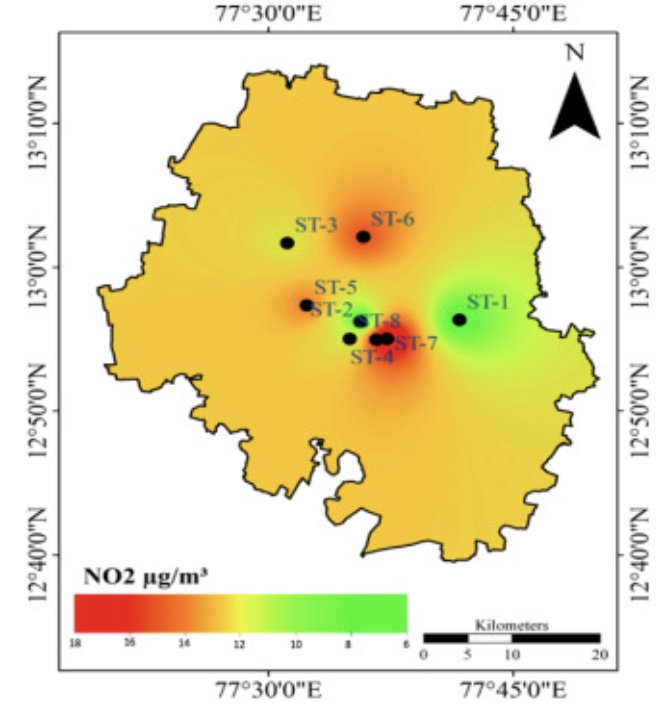 77°30'0"E 77°45'0"E
N
13°10'0"N 13°10'0"N
ST-3 ST-6
13°0'0"N 13°0'0"N
ST-5
ST-2 ST-1
ST-8
ST-7
ST-4
12°50'0"N 12°50'0"N
12°40'0"N 12°40'0"N
NO2 µg/m³
18 16 14 12 10 8 6
Kilometers
0 5 10 20
77°30'0"E 77°45'0"E